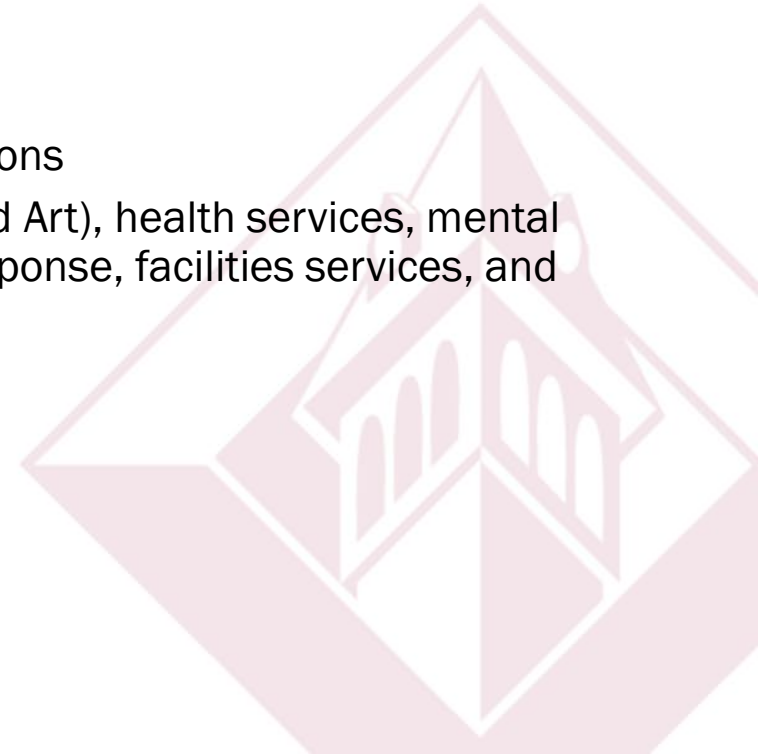 ons
d Art), health services, mental
ponse, facilities services, and